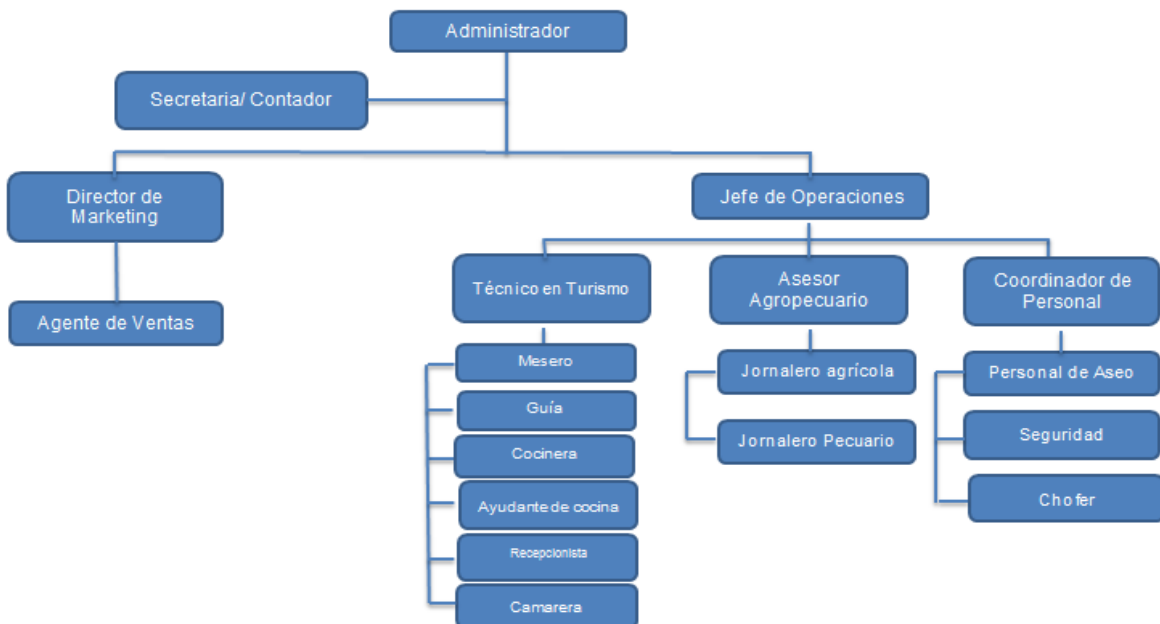 Administrador
Secretaria/ Contador
Director de
Marketing
Jefe de Operaciones
Agente de Ventas
Técnico en Turismo
Asesor
Agropecuario
Coordinador de
Personal
Mesero
Guía
Cocinera
Ayudante de cocina
Recepcionista
Camarera
Jornalero agrícola
Jornalero Pecuario
Personal de Aseo
Seguridad
Chofer